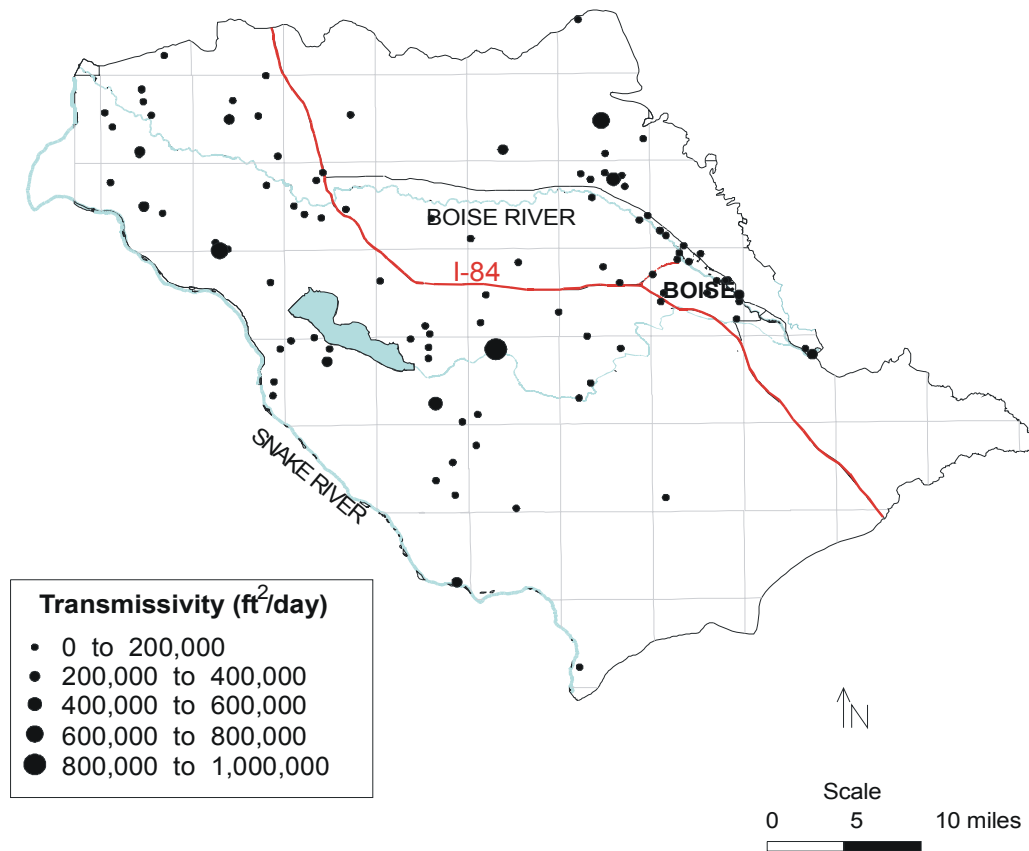 BOISE RIVER
I-84
BOISE
SNAKE RIVER
Transmissivity (ft²/day)
0 to 200,000
200,000 to 400,000
400,000 to 600,000
600,000 to 800,000
800,000 to 1,000,000
N
Scale
0 5 10 miles